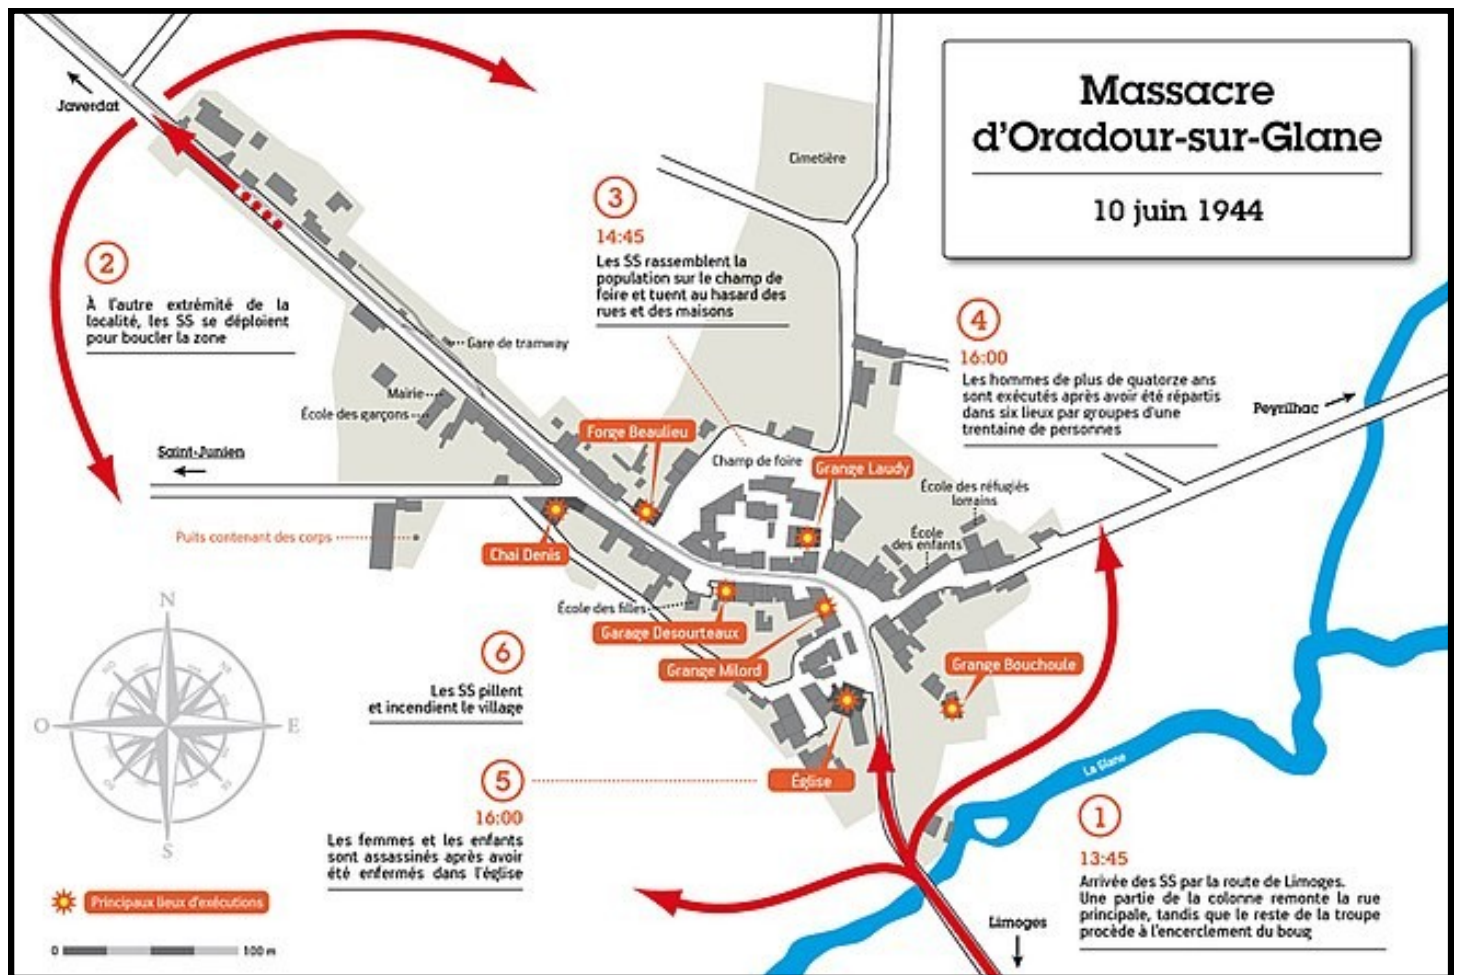 Massacre
d'Oradour-sur-Glane
10 juin 1944
Javerdat
Cimetière
3
14:45
Les SS rassemblent la
population sur le champ de
foire et tuent au hasard des
rues et des maisons
2
À l'autre extrémité de la
localité, les SS se déploient
pour boucler la zone
4
16:00
Les hommes de plus de quatorze ans
sont exécutés après avoir été répartis
dans six lieux par groupes d'une
trentaine de personnes
Gare de tramway
Mairie
École des garçons
Peyrilhac
Forge Beaulieu
Saint-Junien
Champ de foire
Grange Laudy
École des réfugiés
lorrains
École
des enfants
Puits contenant des corps
Chai Denis
École des filles
Garage Desourteaux
Grange Milord
Grange Bouchoule
N
O
E
S
NO
NE
SO
SE
6
Les SS pillent
et incendient le village
5
16:00
Les femmes et les enfants
sont assassinés après avoir
été enfermés dans l'église
Église
La Glane
1
13:45
Arrivée des SS par la route de Limoges.
Une partie de la colonne remonte la rue
principale, tandis que le reste de la troupe
procède à l'encerclement du boug
Limoges
Principaux lieux d'exécutions
0
100 m